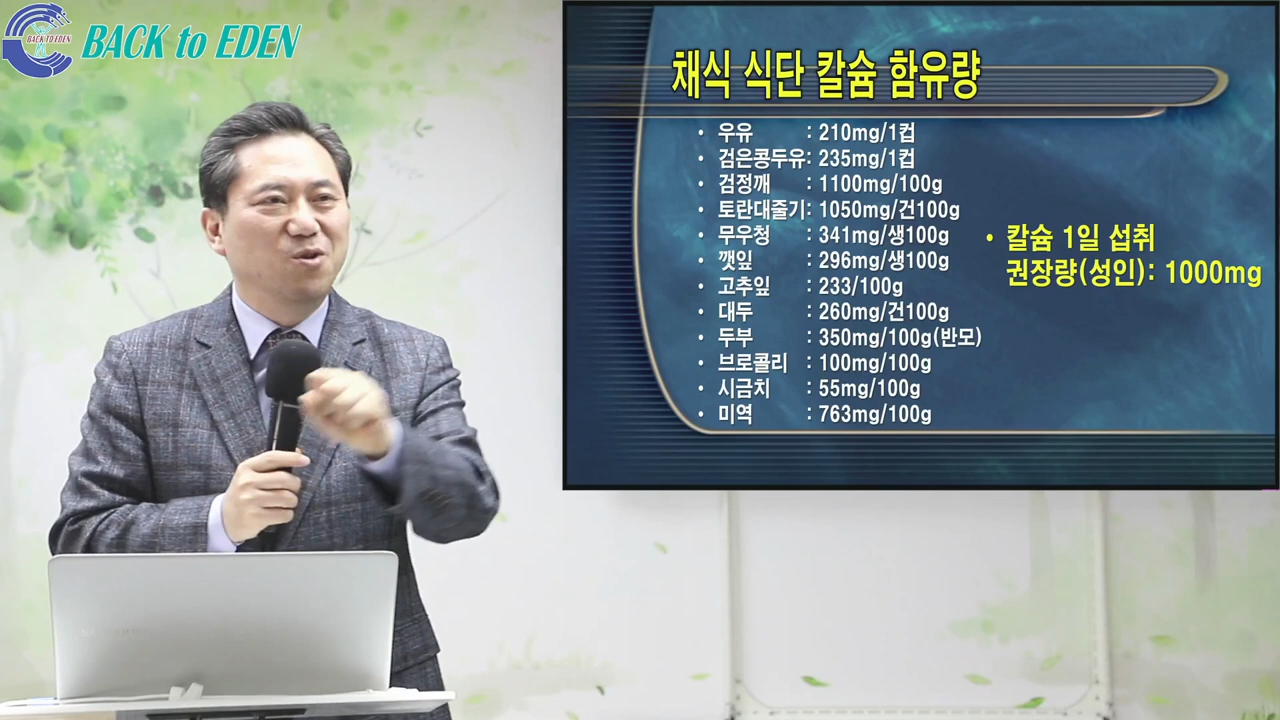 BACK TO EDEN
BACK to EDEN
채식 식단 칼슘 함유량
• 우유 : 210mg/1컵
• 검은콩두유: 235mg/1컵
• 검정깨 : 1100mg/100g
• 토란대줄기: 1050mg/건100g
• 무우청 : 341mg/생100g
• 깻잎 : 296mg/생100g
• 고추잎 : 233/100g
• 대두 : 260mg/건100g
• 두부 : 350mg/100g(반모)
• 브로콜리 : 100mg/100g
• 시금치 : 55mg/100g
• 미역 : 763mg/100g
• 칼슘 1일 섭취
권장량(성인): 1000mg